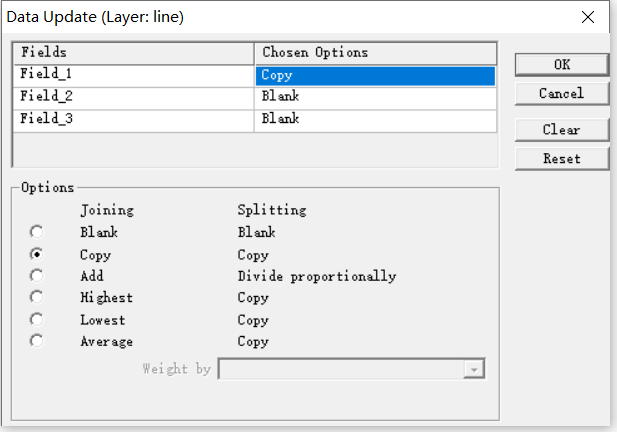 Data Update (Layer: line)
Fields Chosen Options
Field_1 Copy
Field_2 Blank
Field_3 Blank
OK
Cancel
Clear
Reset
Options
Joining Splitting
Blank Blank
Copy Copy
Add Divide proportionally
Highest Copy
Lowest Copy
Average Copy
Weight by